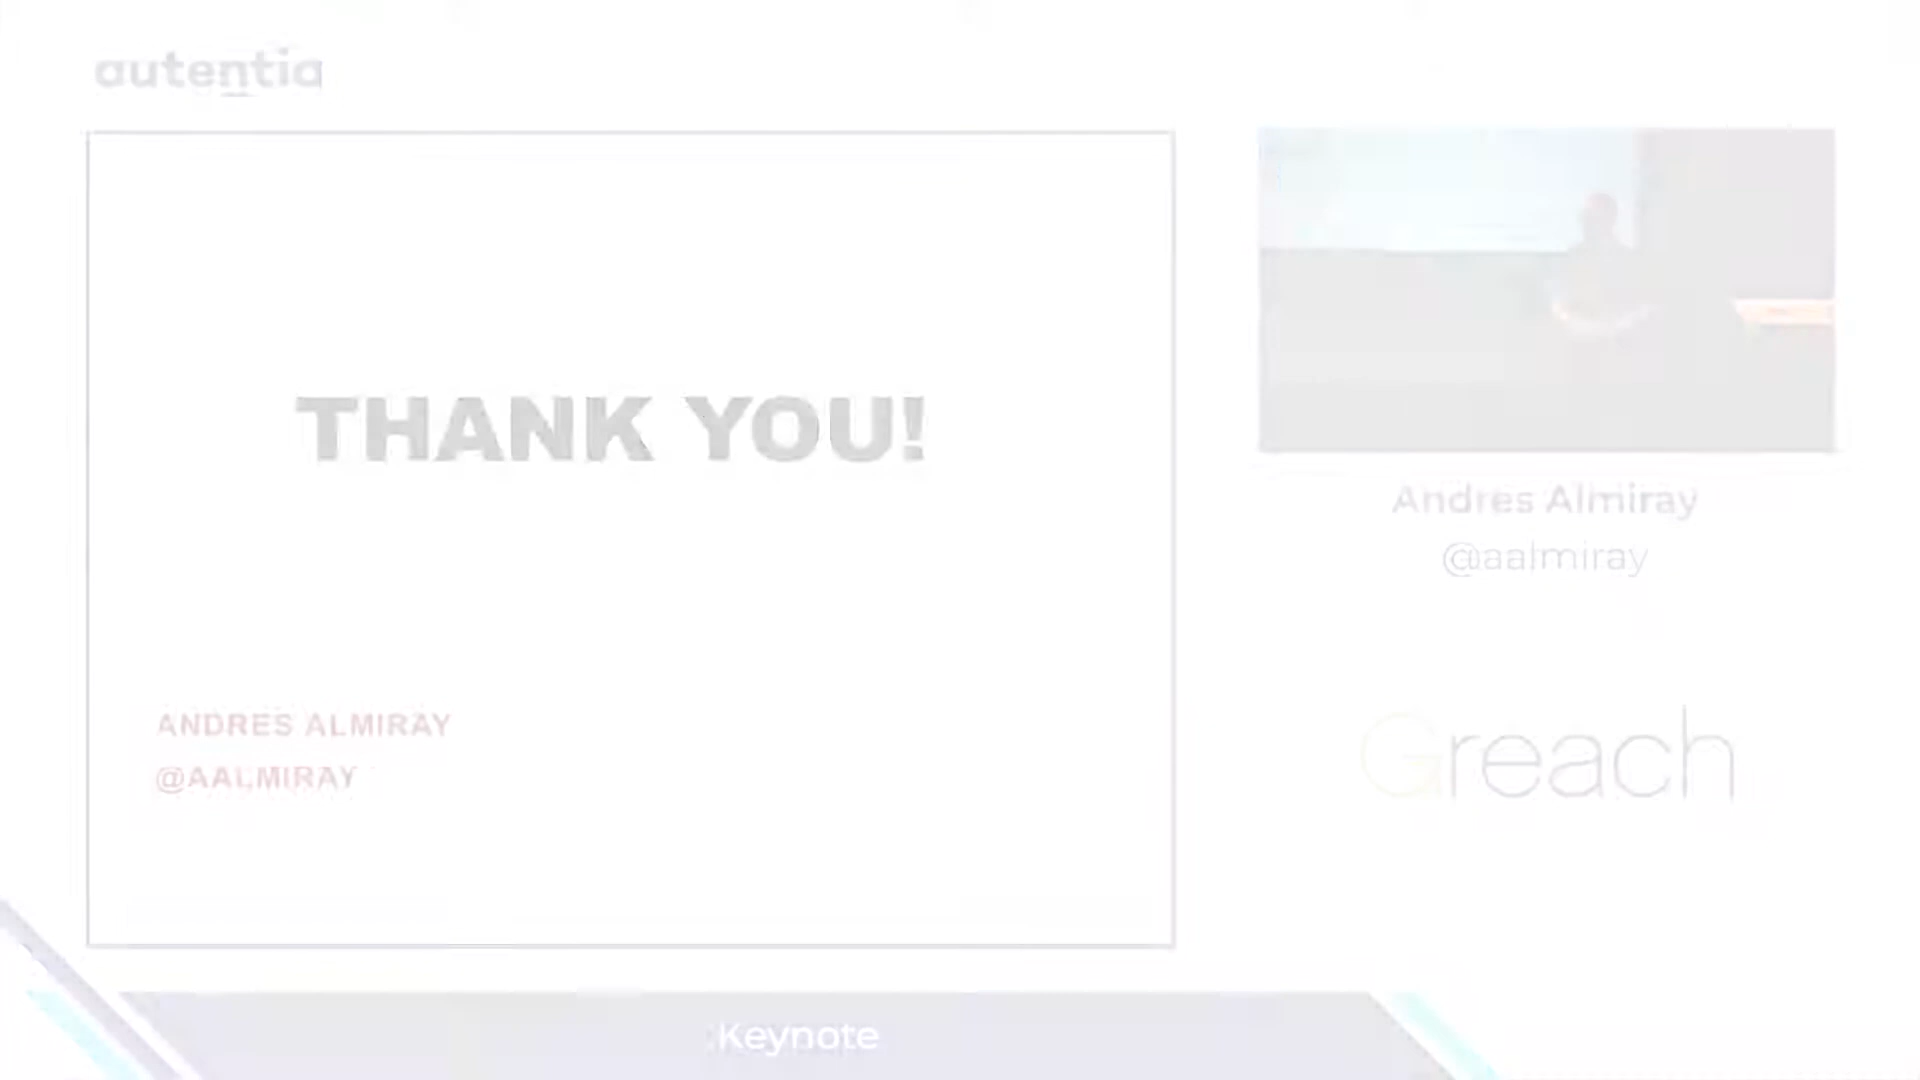 autentia
THANK YOU!
ANDRES ALMIRAY
@AALMIRAY
Andres Almiray
@aalmiray
Greach
Keynote